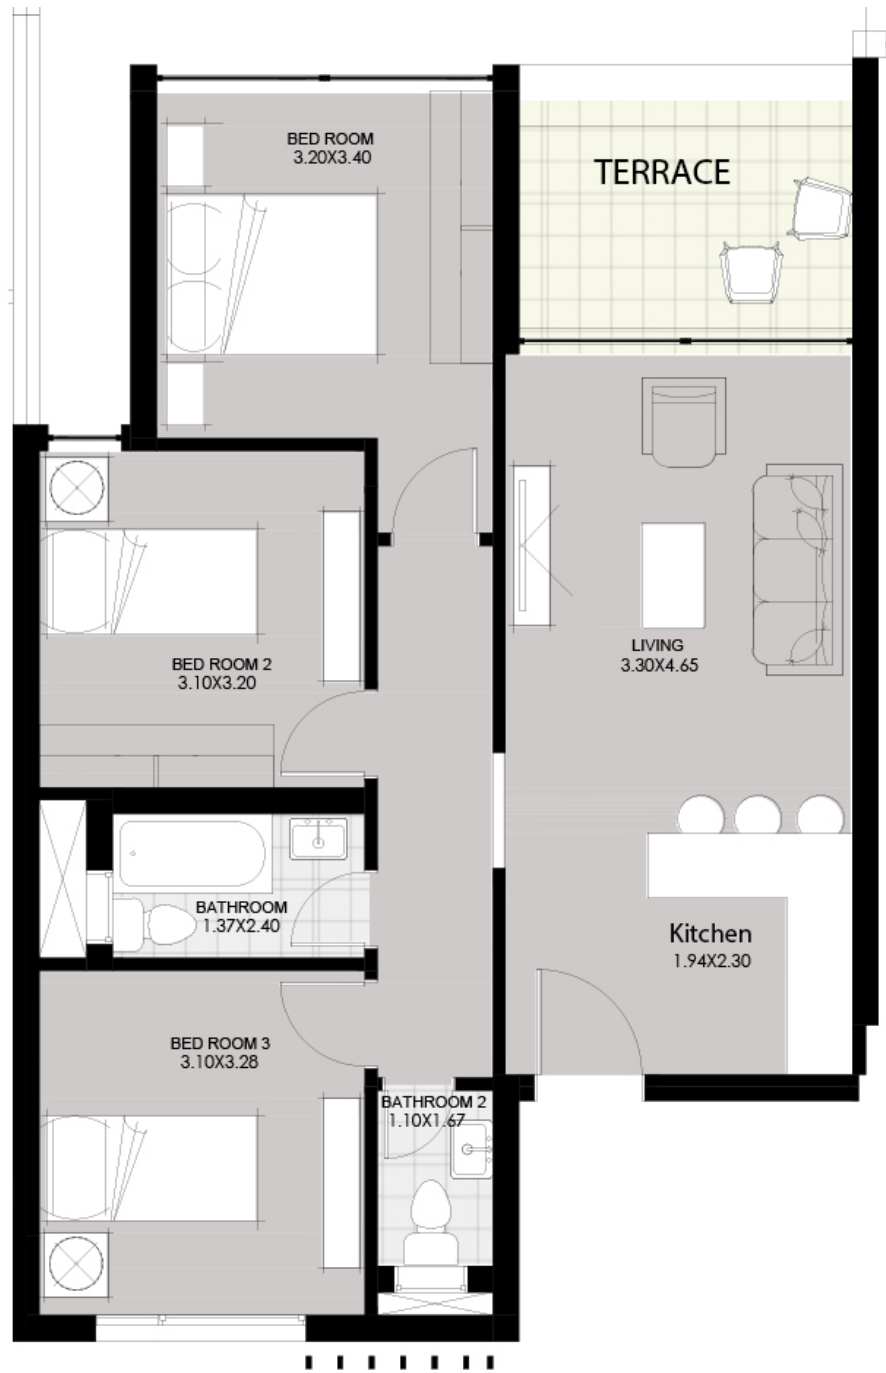 BED ROOM
3.20X3.40
TERRACE
LIVING
3.30X4.65
BED ROOM 2
3.10X3.20
BATHROOM
1.37X2.40
Kitchen
1.94X2.30
BED ROOM 3
3.10X3.28
BATHROOM 2
1.10X1.67